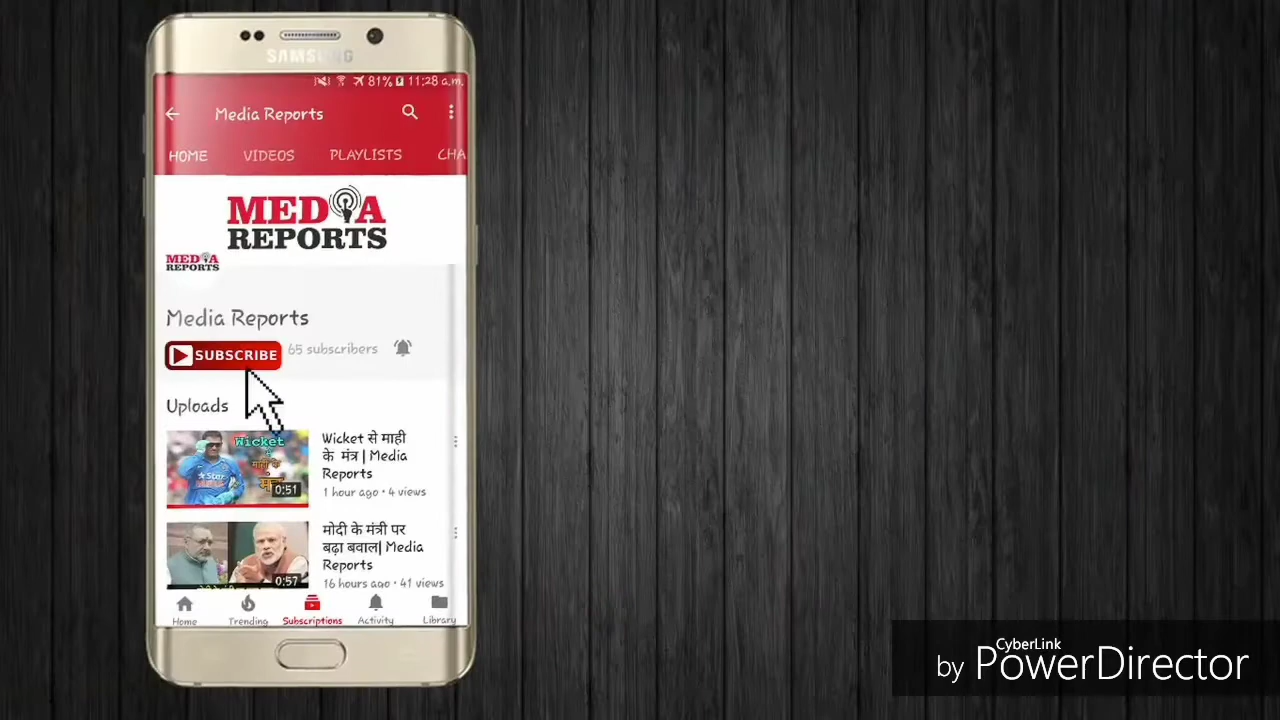 SAMSUNG
81% 11:28 a.m.
Media Reports
HOME VIDEOS PLAYLISTS CHA
MEDIA
REPORTS
MEDIA
REPORTS
Media Reports
SUBSCRIBE 65 subscribers
Uploads
Wicket
0:51
Wicket से माही
के मंत्र | Media
Reports
1 hour ago • 4 views
0:57
मोदी के मंत्री पर
बढ़ा बवाल| Media
Reports
16 hours ago • 41 views
Home Trending Subscriptions Activity Library
CyberLink
by PowerDirector